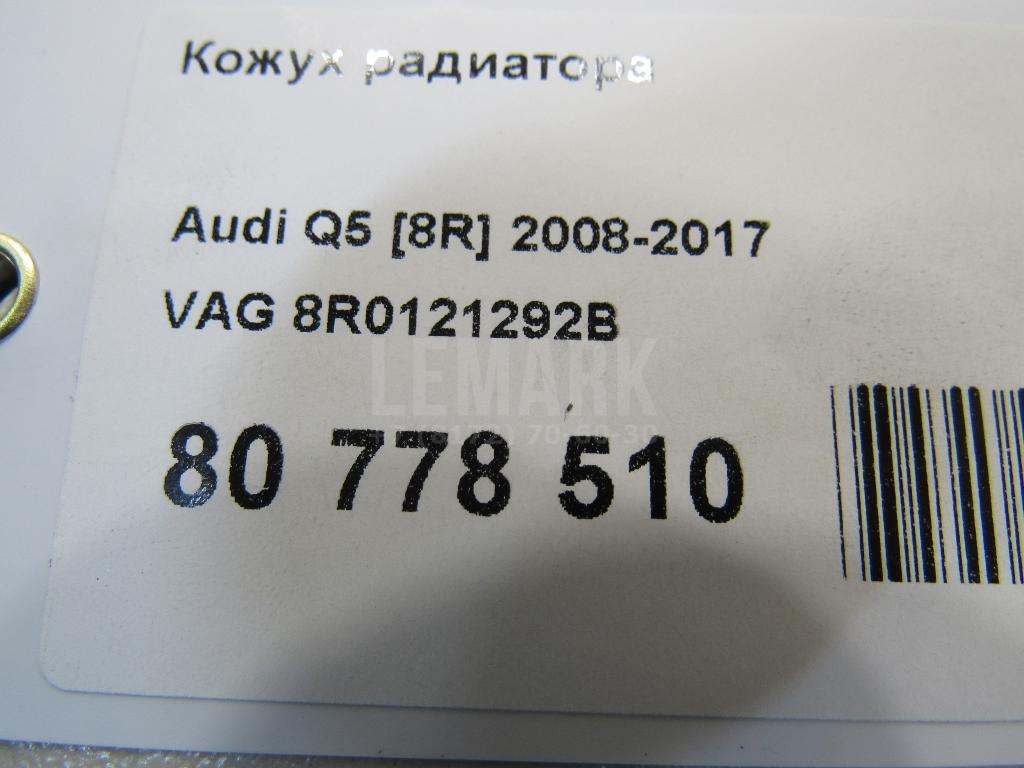 Кожух радиатора
Audi Q5 [8R] 2008-2017
VAG 8R0121292B
LEMARK
80 778 510